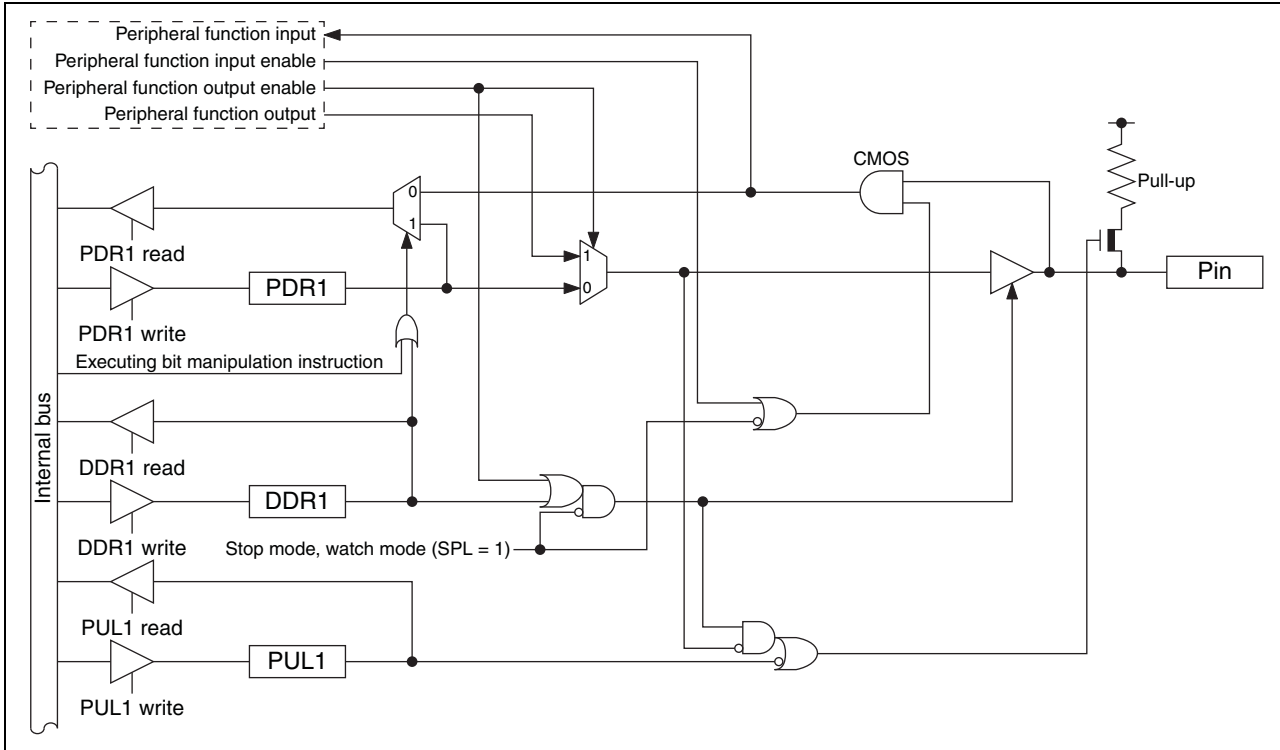 Peripheral function input
Peripheral function input enable
Peripheral function output enable
Peripheral function output
CMOS
Pull-up
0
1
PDR1 read
1
0
PDR1
Pin
PDR1 write
Executing bit manipulation instruction
Internal bus
DDR1 read
DDR1
DDR1 write
Stop mode, watch mode (SPL = 1)
PUL1 read
PUL1
PUL1 write